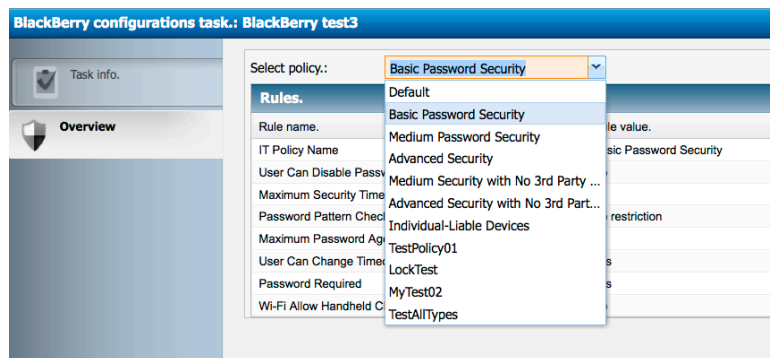 BlackBerry configurations task.: BlackBerry test3
Task info.
Overview
Select policy.: Basic Password Security
Default
Basic Password Security
Medium Password Security
Advanced Security
Medium Security with No 3rd Party ...
Advanced Security with No 3rd Part...
Individual-Liable Devices
TestPolicy01
LockTest
MyTest02
TestAllTypes
Rules.
Rule name. le value.
IT Policy Name sic Password Security
User Can Disable Passw
Maximum Security Time
Password Pattern Chec restriction
Maximum Password Ag
User Can Change Time s
Password Required s
Wi-Fi Allow Handheld C